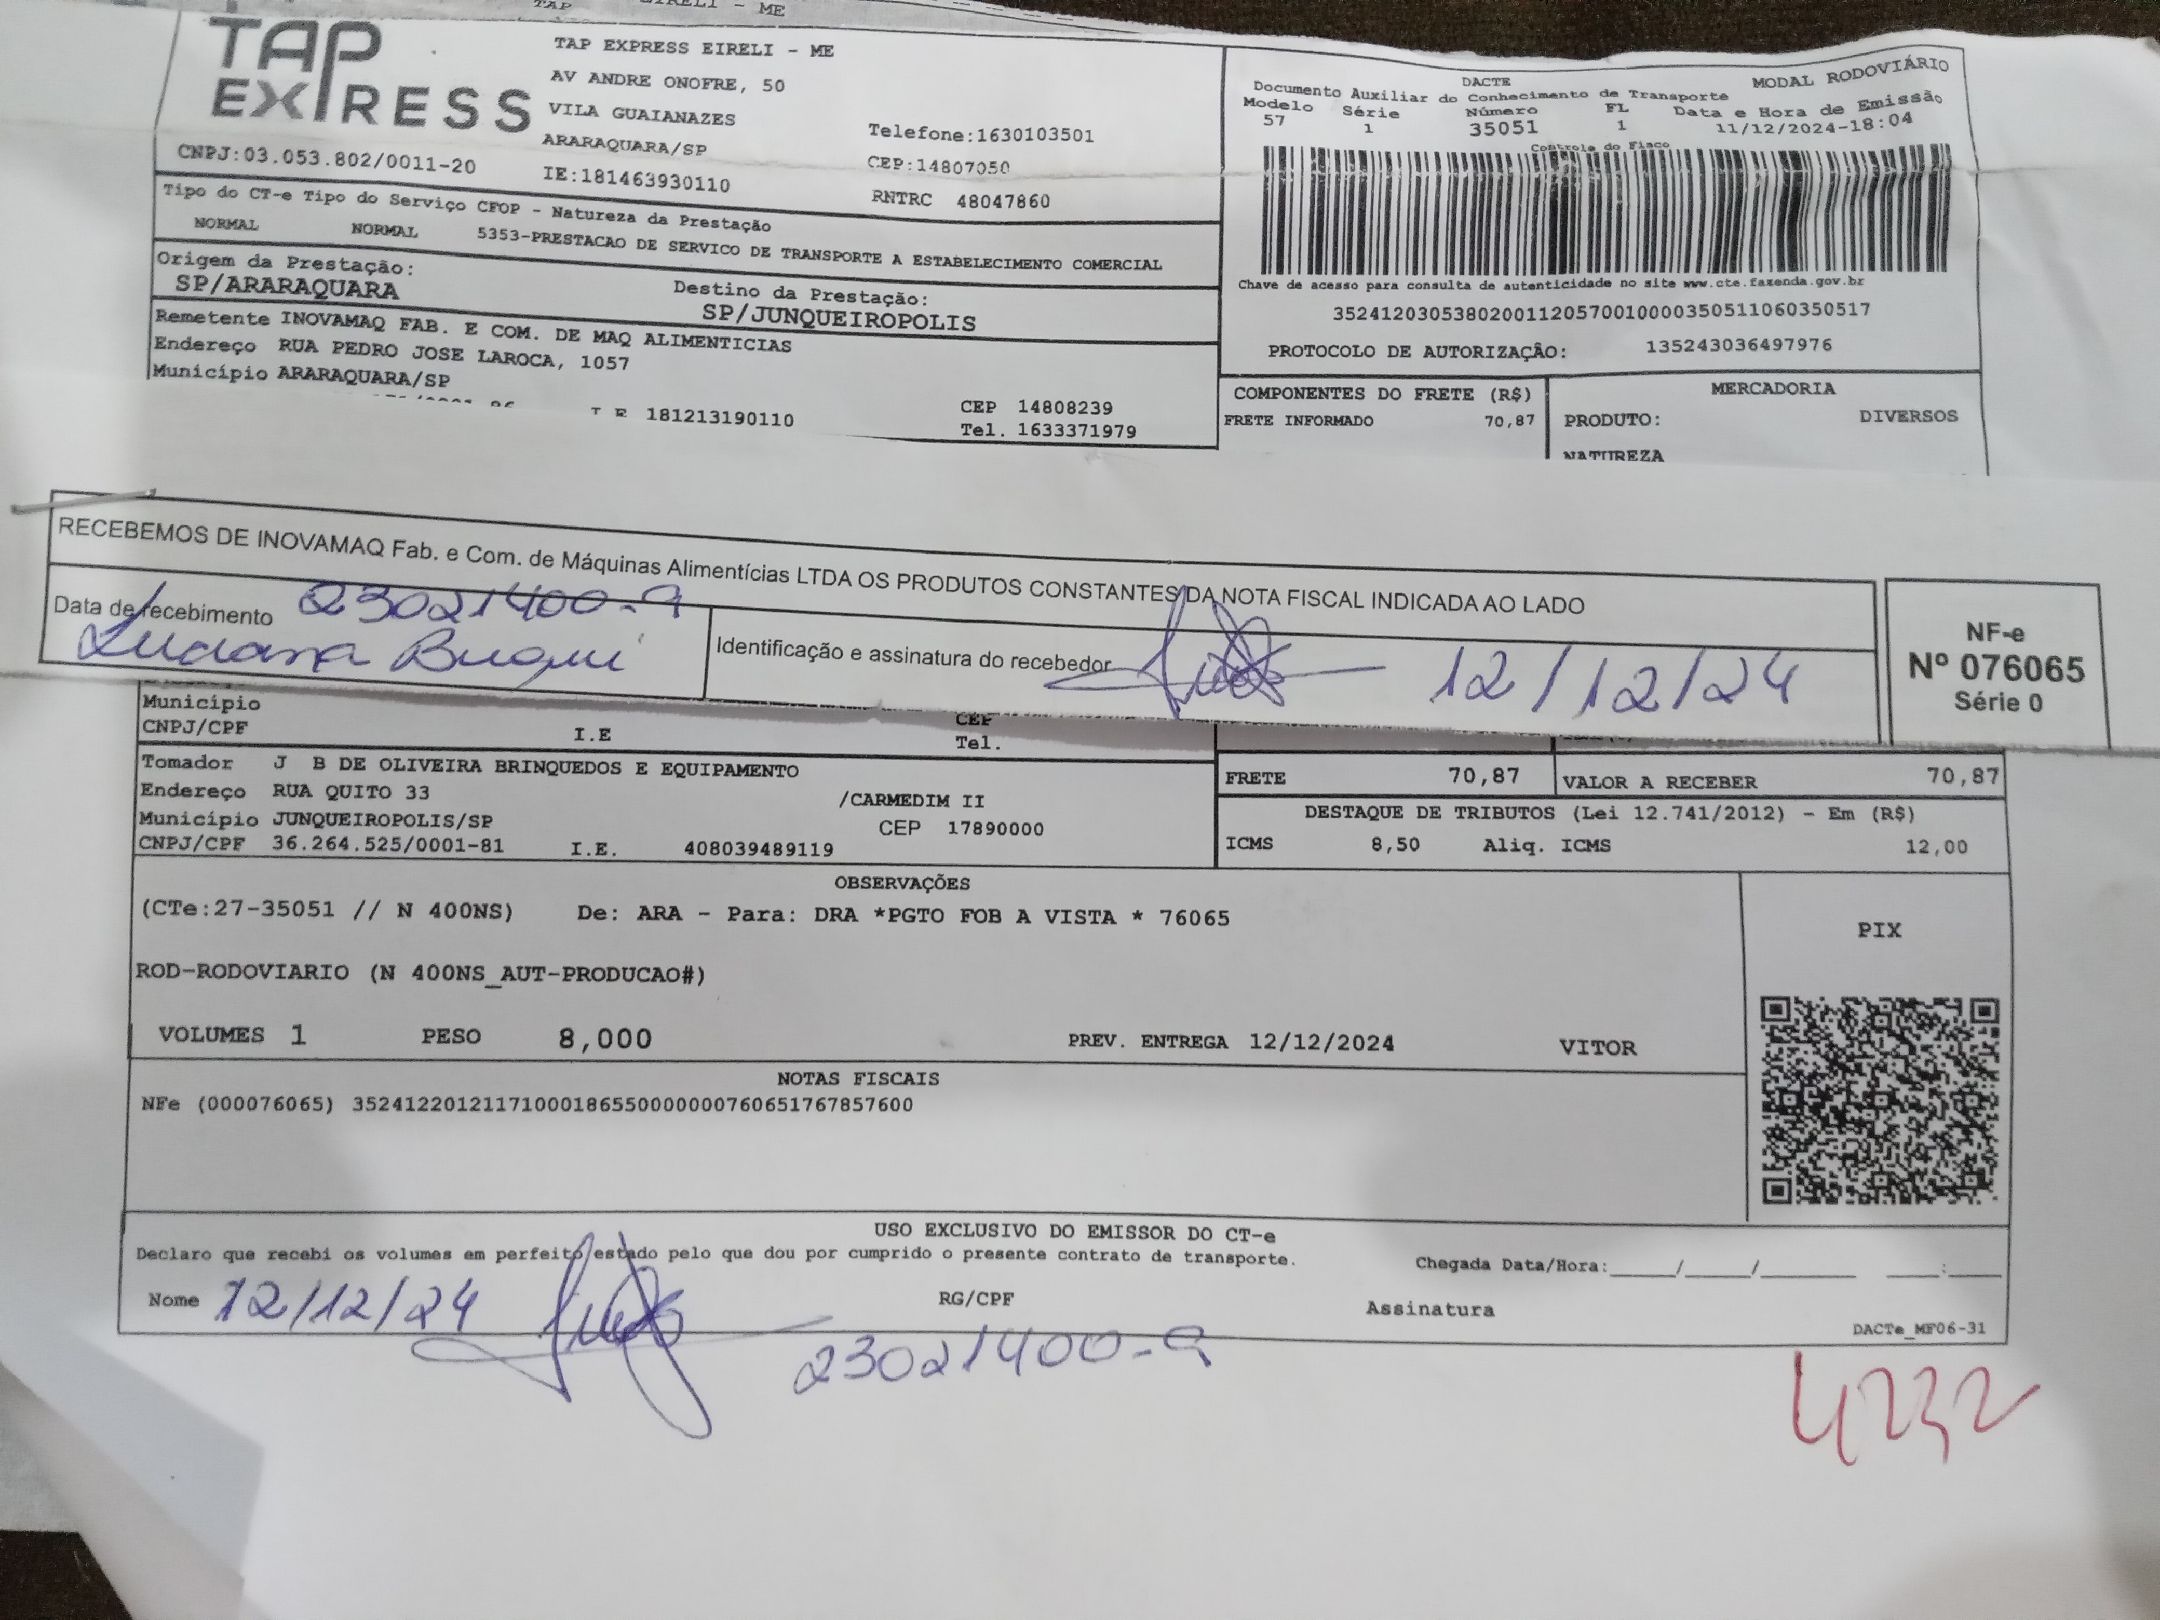 TAP EIRELI - ME
TAP EXPRESS
TAP EXPRESS EIRELI - ME
AV ANDRE ONOFRE, 50
VILA GUAIANAZES
ARARAQUARA/SP
Telefone:1630103501
CEP:14807050
CNPJ:03.053.802/0011-20
IE:181463930110
RNTRC 48047860
DACTE MODAL RODOVIÁRIO
Documento Auxiliar do Conhecimento de Transporte
Modelo Série Número FL Data e Hora de Emissão
57 1 35051 1 11/12/2024-18:04
Controle do Fisco
Chave de acesso para consulta de autenticidade no site www.cte.fazenda.gov.br
35241203053802001120570010000350511060350517
PROTOCOLO DE AUTORIZAÇÃO: 135243036497976
Tipo do CT-e Tipo do Serviço CFOP - Natureza da Prestação
NORMAL NORMAL 5353-PRESTACAO DE SERVICO DE TRANSPORTE A ESTABELECIMENTO COMERCIAL
Origem da Prestação: Destino da Prestação:
SP/ARARAQUARA SP/JUNQUEIROPOLIS
Remetente INOVAMAQ FAB. E COM. DE MAQ ALIMENTICIAS
Endereço RUA PEDRO JOSE LAROCA, 1057
Município ARARAQUARA/SP CEP 14808239
I E 181213190110 Tel. 1633371979
COMPONENTES DO FRETE (R$) MERCADORIA
FRETE INFORMADO 70,87 PRODUTO: DIVERSOS
NATUREZA
RECEBEMOS DE INOVAMAQ Fab. e Com. de Máquinas Alimentícias LTDA OS PRODUTOS CONSTANTES DA NOTA FISCAL INDICADA AO LADO
Data de recebimento 23021400-9
Luciana
Identificação e assinatura do recebedor 12/12/24
NF-e
Nº 076065
Série 0
Município CEP
CNPJ/CPF I.E Tel.
Tomador J B DE OLIVEIRA BRINQUEDOS E EQUIPAMENTO
Endereço RUA QUITO 33 /CARMEDIM II
Município JUNQUEIROPOLIS/SP CEP 17890000
CNPJ/CPF 36.264.525/0001-81 I.E. 408039489119
FRETE 70,87 VALOR A RECEBER 70,87
DESTAQUE DE TRIBUTOS (Lei 12.741/2012) - Em (R$)
ICMS 8,50 Aliq. ICMS 12,00
OBSERVAÇÕES
(CTe:27-35051 // N 400NS) De: ARA - Para: DRA *PGTO FOB A VISTA * 76065
PIX
ROD-RODOVIARIO (N 400NS_AUT-PRODUCAO#)
VOLUMES 1 PESO 8,000 PREV. ENTREGA 12/12/2024 VITOR
NOTAS FISCAIS
NFe (000076065) 35241220121171000186550000000760651767857600
USO EXCLUSIVO DO EMISSOR DO CT-e
Declaro que recebi os volumes em perfeito estado pelo que dou por cumprido o presente contrato de transporte.
Chegada Data/Hora:_____/_____/________ ____:____
Nome 12/12/24 RG/CPF Assinatura
23021400-9
DACTe_MF06-31
4232